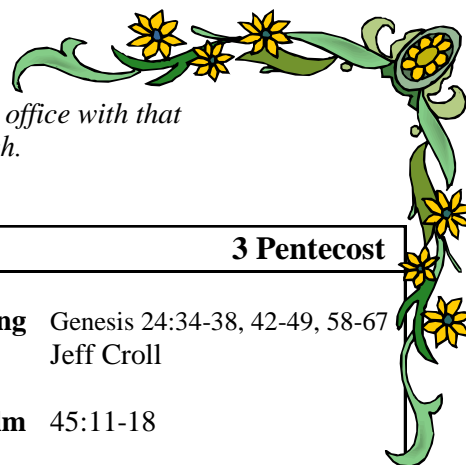 office with that
h.
3 Pentecost
ng Genesis 24:34-38, 42-49, 58-67
Jeff Croll
lm 45:11-18